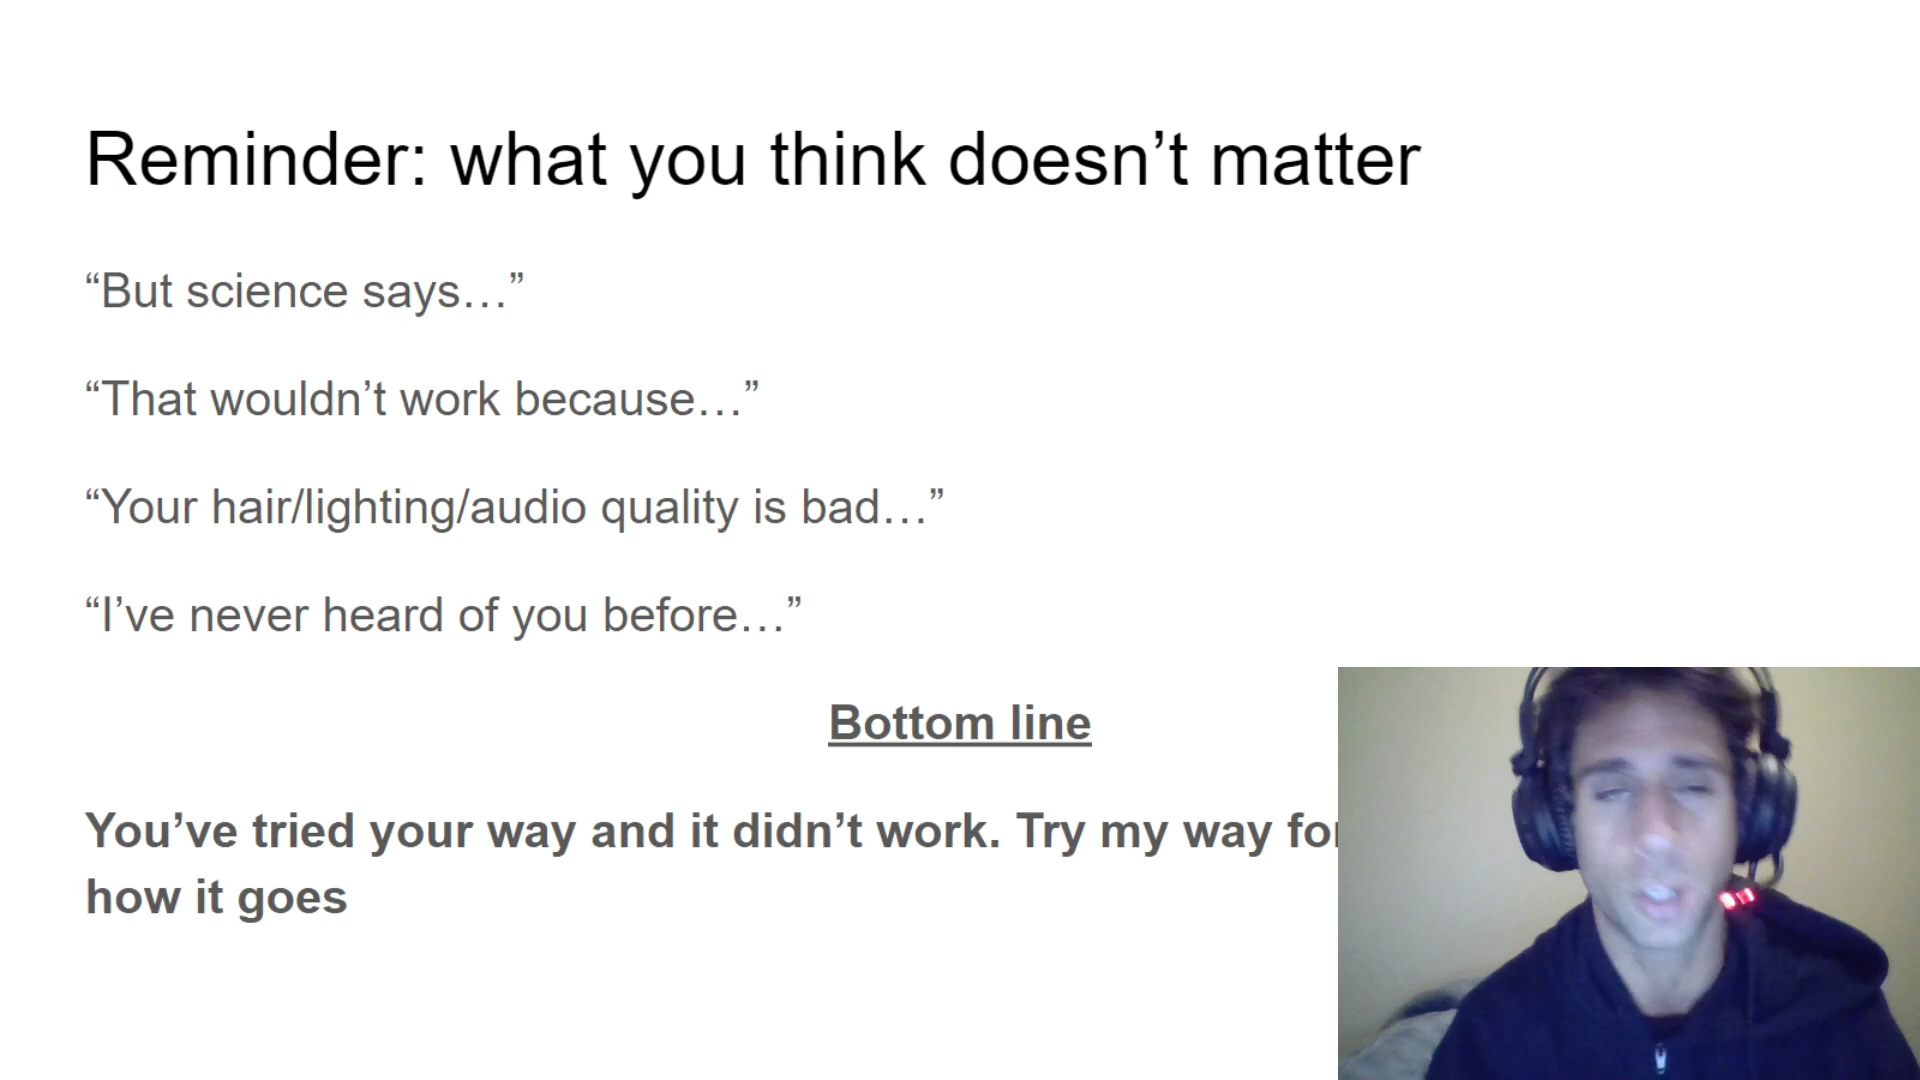 Reminder: what you think doesn’t matter
“But science says…”
“That wouldn’t work because…”
“Your hair/lighting/audio quality is bad…”
“I’ve never heard of you before…”
Bottom line
You’ve tried your way and it didn’t work. Try my way for
how it goes